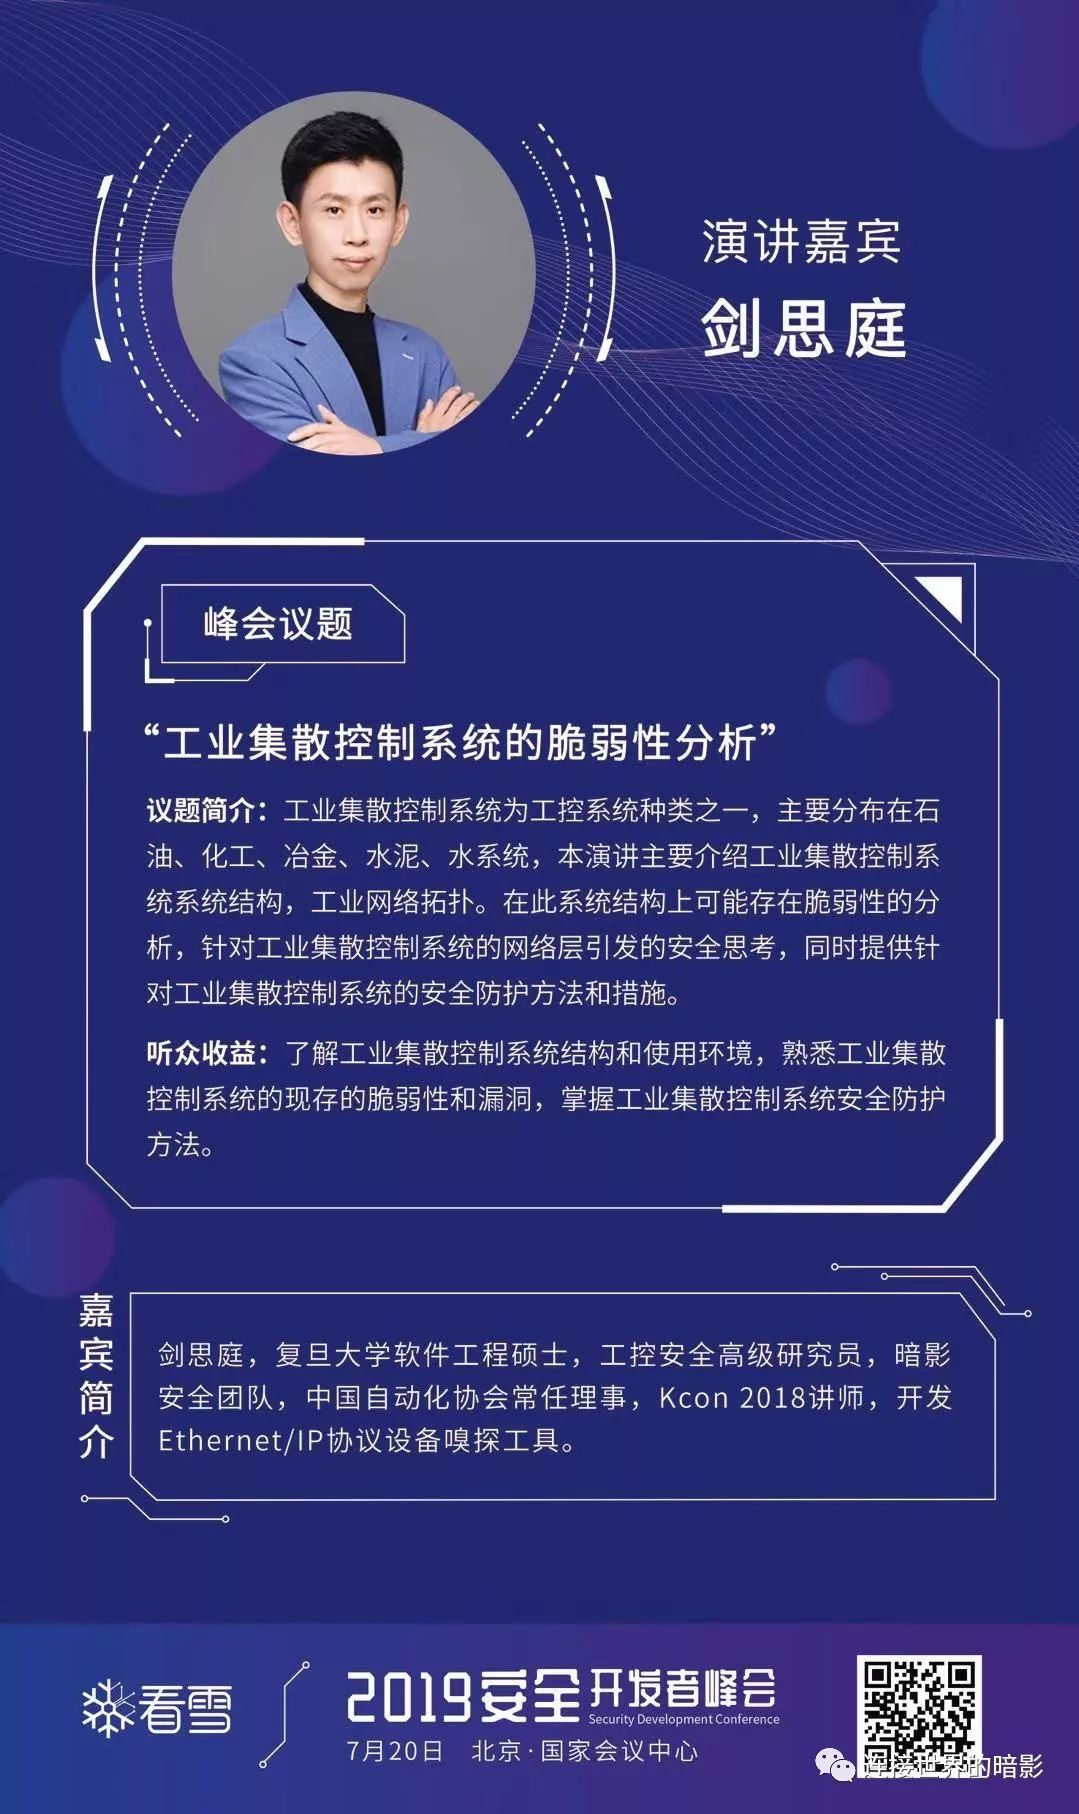 演讲嘉宾
剑思庭
峰会议题
“工业集散控制系统的脆弱性分析”
议题简介：工业集散控制系统为工控系统种类之一，主要分布在石
油、化工、冶金、水泥、水系统，本演讲主要介绍工业集散控制系
统系统结构，工业网络拓扑。在此系统结构上可能存在脆弱性的分
析，针对工业集散控制系统的网络层引发的安全思考，同时提供针
对工业集散控制系统的安全防护方法和措施。
听众收益：了解工业集散控制系统结构和使用环境，熟悉工业集散
控制系统的现存的脆弱性和漏洞，掌握工业集散控制系统安全防护
方法。
嘉宾简介
剑思庭，复旦大学软件工程硕士，工控安全高级研究员，暗影
安全团队，中国自动化协会常任理事，Kcon 2018讲师，开发
Ethernet/IP协议设备嗅探工具。
看雪
2019安全开发者峰会
Security Development Conference
7月20日 北京·国家会议中心
连接世界的暗影